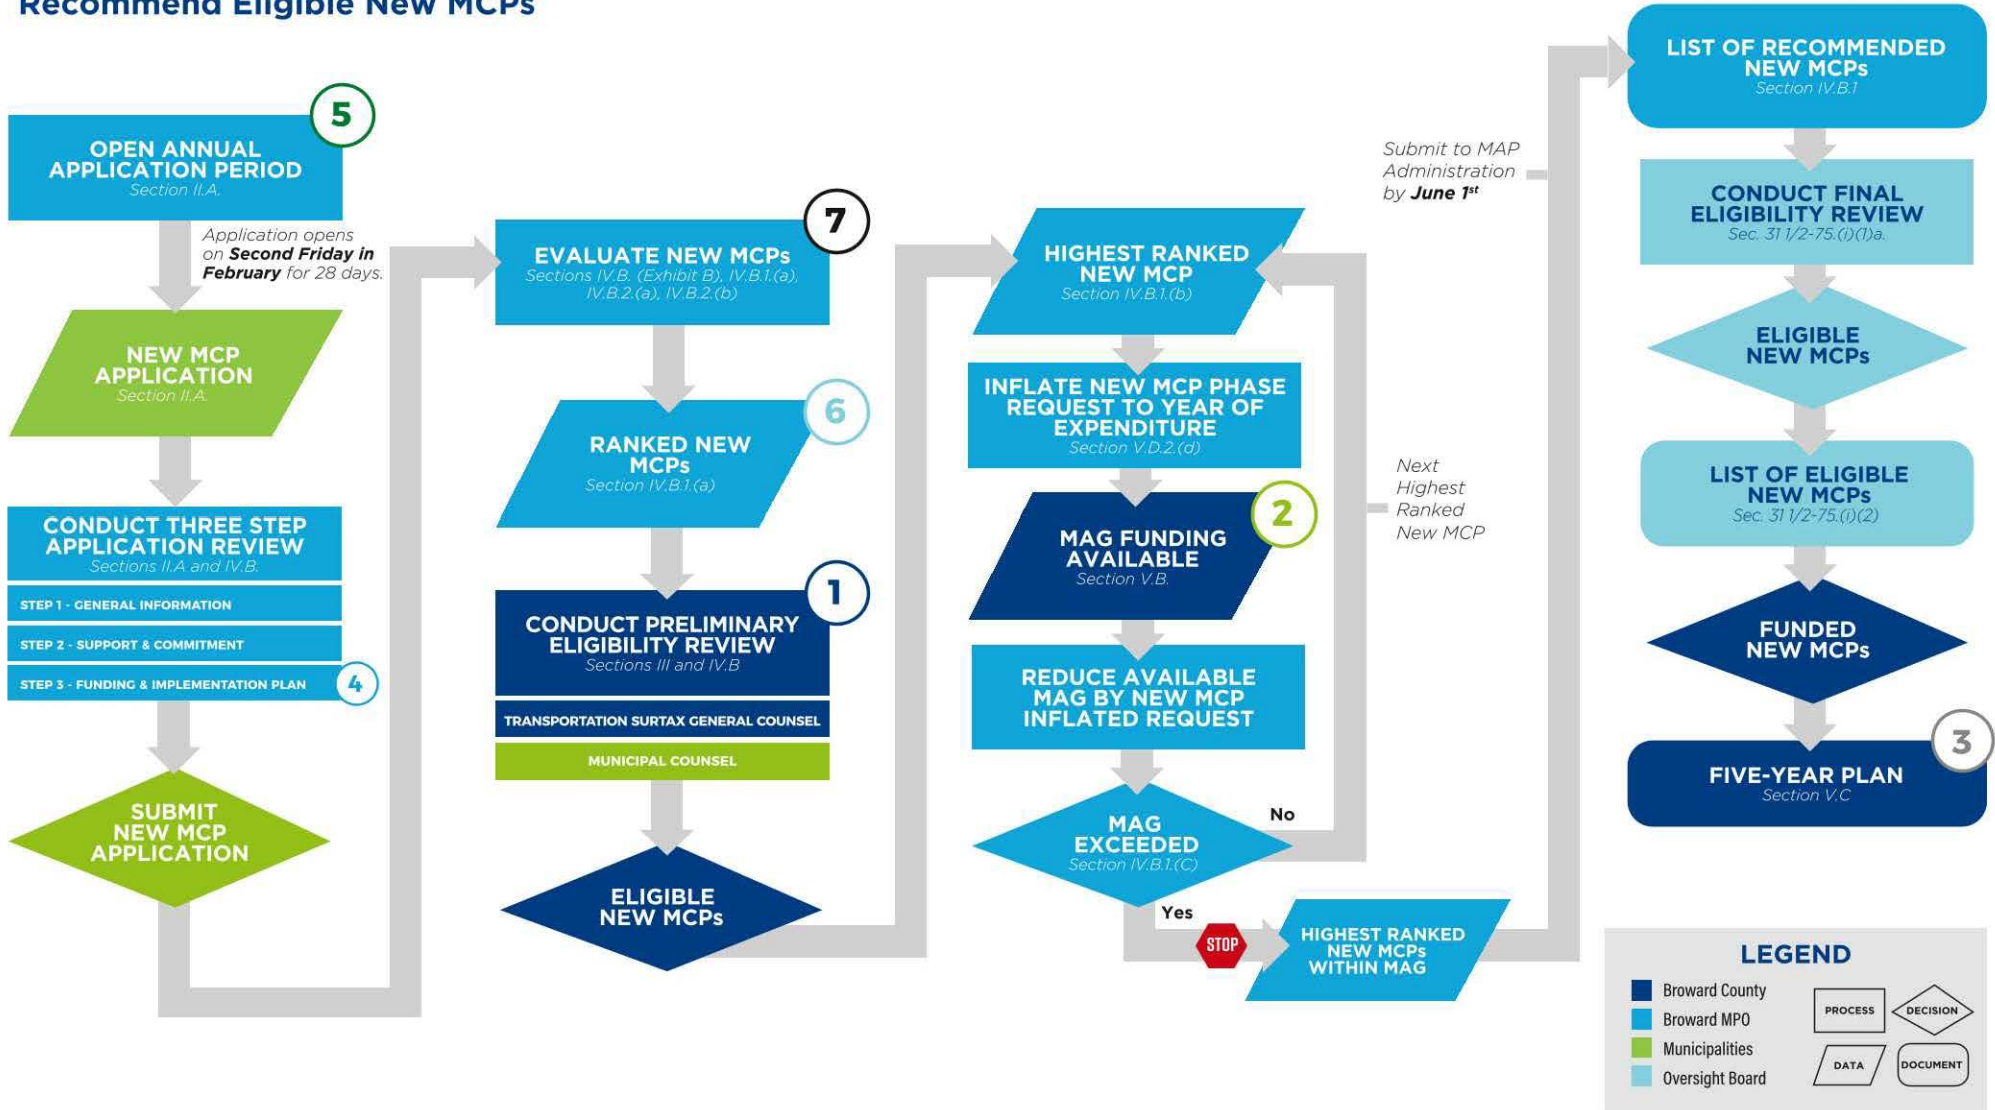 Recommend Eligible New MCPs
5
OPEN ANNUAL
APPLICATION PERIOD
Section II.A.
Application opens
on Second Friday in
February for 28 days.
NEW MCP
APPLICATION
Section II.A.
CONDUCT THREE STEP
APPLICATION REVIEW
Sections II.A and IV.B.
STEP 1 - GENERAL INFORMATION
STEP 2 - SUPPORT & COMMITMENT
STEP 3 - FUNDING & IMPLEMENTATION PLAN
4
SUBMIT
NEW MCP
APPLICATION
7
EVALUATE NEW MCPs
Sections IV.B. (Exhibit B), IV.B.1.(a),
IV.B.2.(a), IV.B.2.(b)
6
RANKED NEW
MCPs
Section IV.B.1.(a)
1
CONDUCT PRELIMINARY
ELIGIBILITY REVIEW
Sections III and IV.B
TRANSPORTATION SURTAX GENERAL COUNSEL
MUNICIPAL COUNSEL
ELIGIBLE
NEW MCPs
HIGHEST RANKED
NEW MCP
Section IV.B.1.(b)
INFLATE NEW MCP PHASE
REQUEST TO YEAR OF
EXPENDITURE
Section V.D.2.(d)
2
MAG FUNDING
AVAILABLE
Section V.B.
REDUCE AVAILABLE
MAG BY NEW MCP
INFLATED REQUEST
MAG
EXCEEDED
Section IV.B.1.(C)
No
Next
Highest
Ranked
New MCP
Yes
STOP
HIGHEST RANKED
NEW MCPs
WITHIN MAG
Submit to MAP
Administration
by June 1st
LIST OF RECOMMENDED
NEW MCPs
Section IV.B.1
CONDUCT FINAL
ELIGIBILITY REVIEW
Sec. 31 1/2-75.(i)(1)a.
ELIGIBLE
NEW MCPs
LIST OF ELIGIBLE
NEW MCPs
Sec. 31 1/2-75.(i)(2)
FUNDED
NEW MCPs
3
FIVE-YEAR PLAN
Section V.C
LEGEND
Broward County
Broward MPO
Municipalities
Oversight Board
PROCESS
DECISION
DATA
DOCUMENT